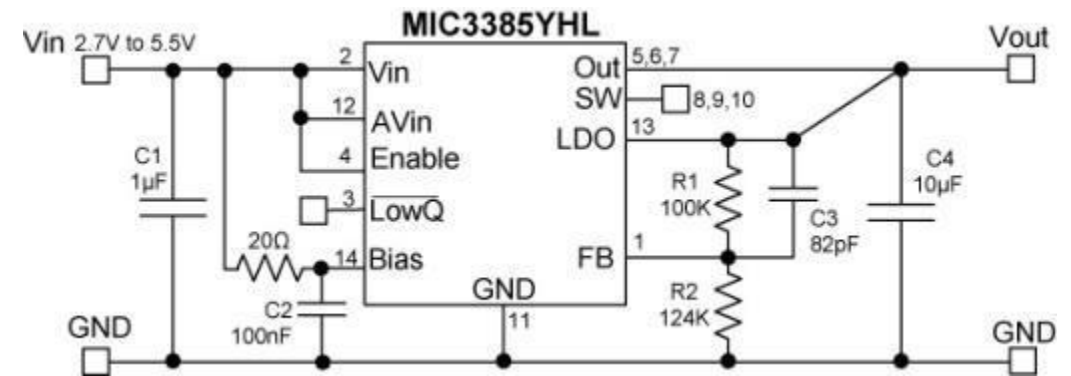 MIC3385YHL
Vin 2.7V to 5.5V
Vout
2
Vin
Out
5,6,7
SW
8,9,10
12
AVin
LDO
13
4
Enable
C1
1µF
R1
100K
C4
10µF
3
LowQ
C3
82pF
20Ω
14
Bias
FB
1
GND
11
C2
100nF
R2
124K
GND
GND